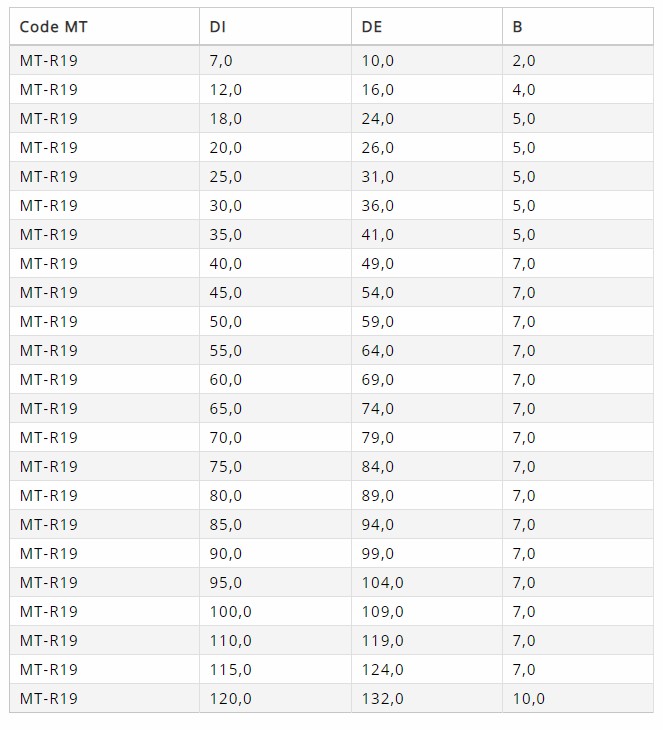 Code MT DI DE B
MT-R19 7,0 10,0 2,0
MT-R19 12,0 16,0 4,0
MT-R19 18,0 24,0 5,0
MT-R19 20,0 26,0 5,0
MT-R19 25,0 31,0 5,0
MT-R19 30,0 36,0 5,0
MT-R19 35,0 41,0 5,0
MT-R19 40,0 49,0 7,0
MT-R19 45,0 54,0 7,0
MT-R19 50,0 59,0 7,0
MT-R19 55,0 64,0 7,0
MT-R19 60,0 69,0 7,0
MT-R19 65,0 74,0 7,0
MT-R19 70,0 79,0 7,0
MT-R19 75,0 84,0 7,0
MT-R19 80,0 89,0 7,0
MT-R19 85,0 94,0 7,0
MT-R19 90,0 99,0 7,0
MT-R19 95,0 104,0 7,0
MT-R19 100,0 109,0 7,0
MT-R19 110,0 119,0 7,0
MT-R19 115,0 124,0 7,0
MT-R19 120,0 132,0 10,0